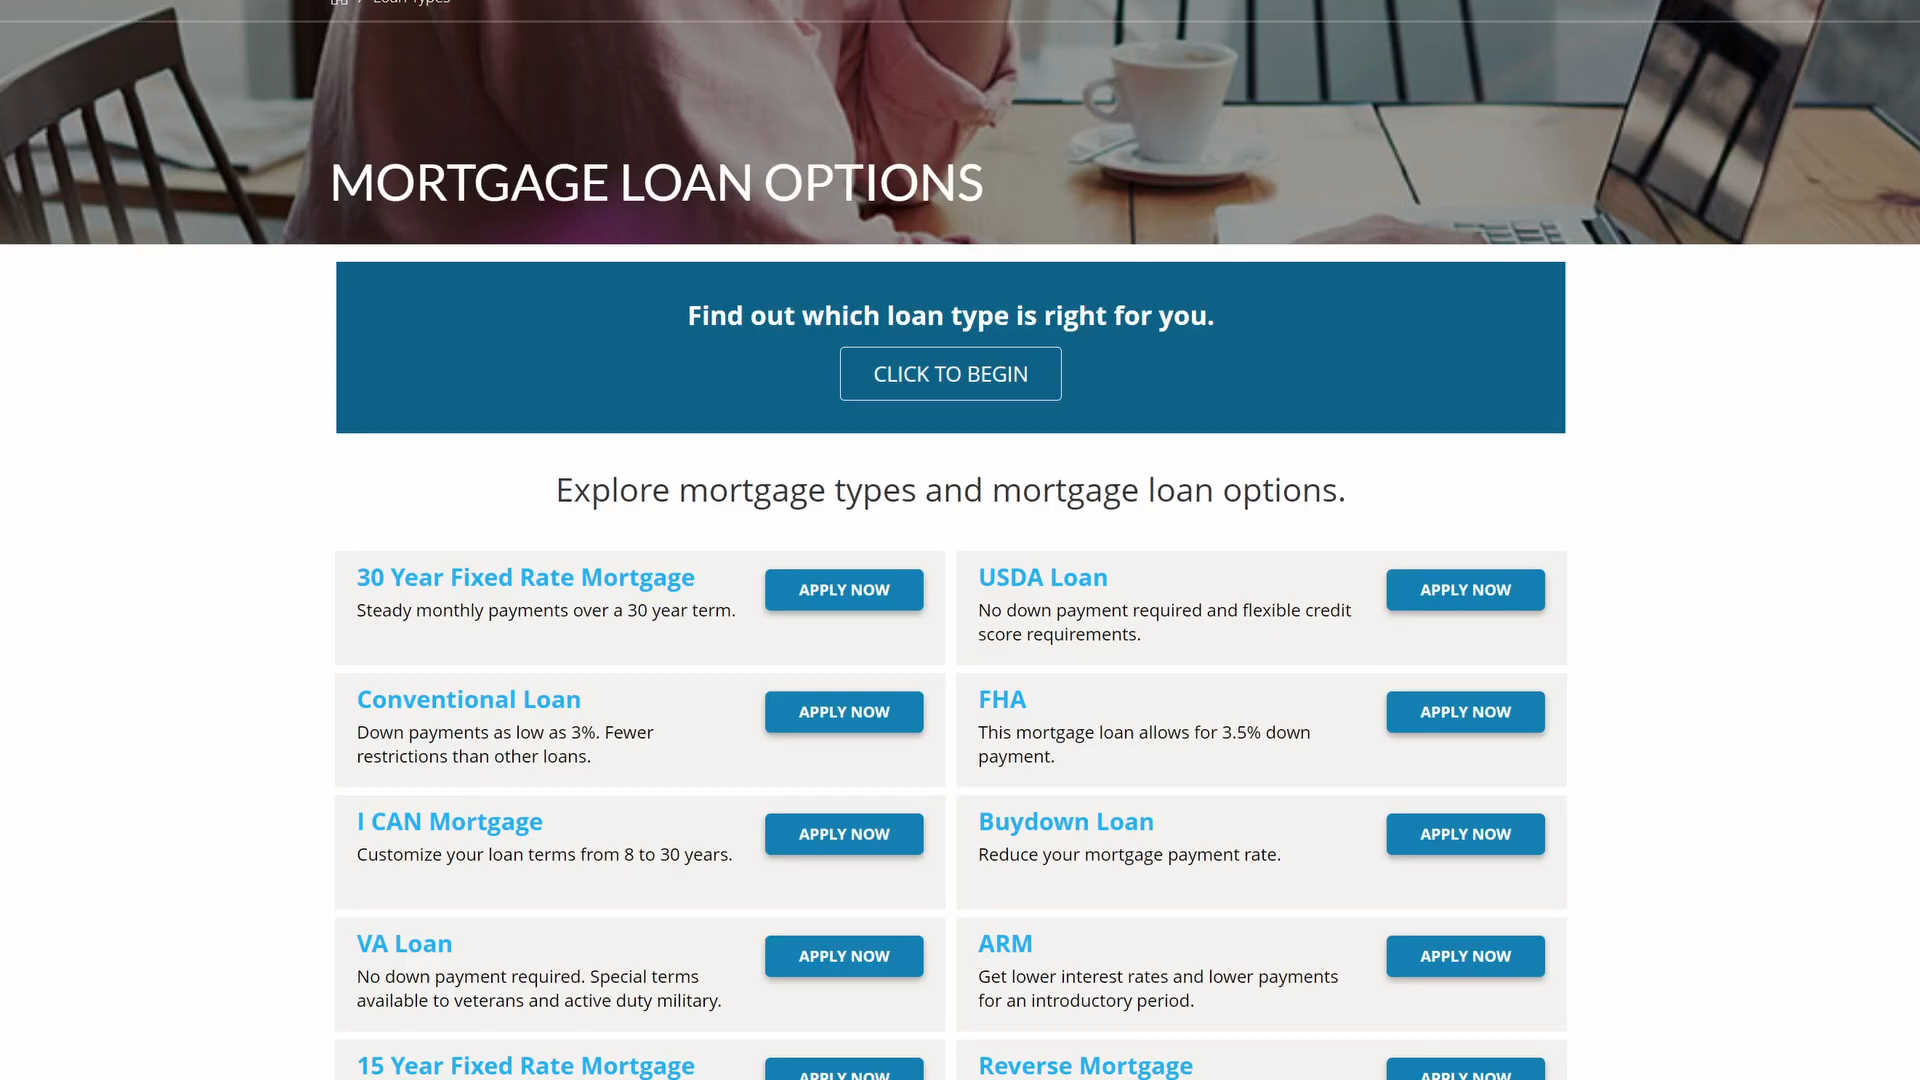 Loan Types
MORTGAGE LOAN OPTIONS
Find out which loan type is right for you.
CLICK TO BEGIN
Explore mortgage types and mortgage loan options.
30 Year Fixed Rate Mortgage
Steady monthly payments over a 30 year term.
APPLY NOW
USDA Loan
No down payment required and flexible credit
score requirements.
APPLY NOW
Conventional Loan
Down payments as low as 3%. Fewer
restrictions than other loans.
APPLY NOW
FHA
This mortgage loan allows for 3.5% down
payment.
APPLY NOW
I CAN Mortgage
Customize your loan terms from 8 to 30 years.
APPLY NOW
Buydown Loan
Reduce your mortgage payment rate.
APPLY NOW
VA Loan
No down payment required. Special terms
available to veterans and active duty military.
APPLY NOW
ARM
Get lower interest rates and lower payments
for an introductory period.
APPLY NOW
15 Year Fixed Rate Mortgage
APPLY NOW
Reverse Mortgage
APPLY NOW